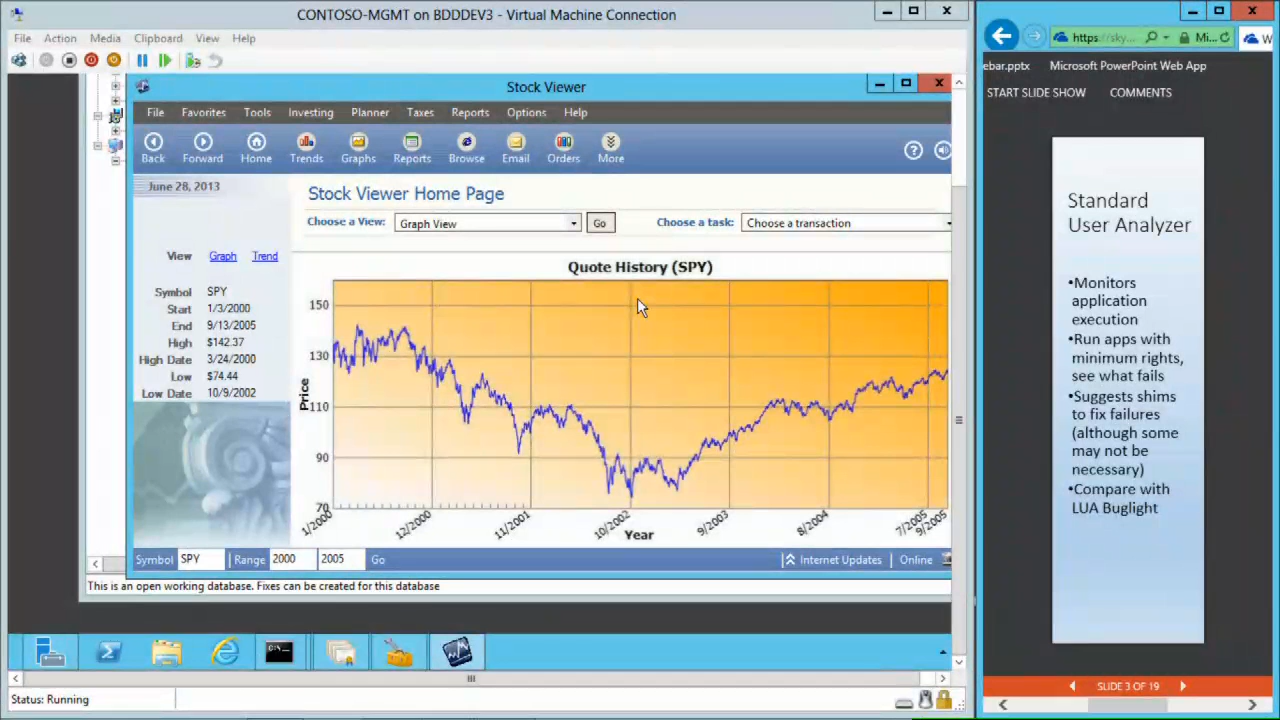 CONTOSO-MGMT on BDDDEV3 - Virtual Machine Connection
File Action Media Clipboard View Help
Stock Viewer
File Favorites Tools Investing Planner Taxes Reports Options Help
Back Forward Home Trends Graphs Reports Browse Email Orders More
June 28, 2013
Stock Viewer Home Page
Choose a View: Graph View Go Choose a task: Choose a transaction
View Graph Trend
Symbol SPY
Start 1/3/2000
End 9/13/2005
High $142.37
High Date 3/24/2000
Low $74.44
Low Date 10/9/2002
Quote History (SPY)
150
130
110
90
70
Price
1/2000 12/2000 11/2001 10/2002 9/2003 8/2004 7/2005 9/2005
Year
Symbol SPY Range 2000 2005 Go Internet Updates Online
This is an open working database. Fixes can be created for this database
C:\_
Status: Running
https://sky... Mi...
W
ebar.pptx Microsoft PowerPoint Web App
START SLIDE SHOW COMMENTS
Standard
User Analyzer
•Monitors
application
execution
•Run apps with
minimum rights,
see what fails
•Suggests shims
to fix failures
(although some
may not be
necessary)
•Compare with
LUA Buglight
SLIDE 3 OF 19